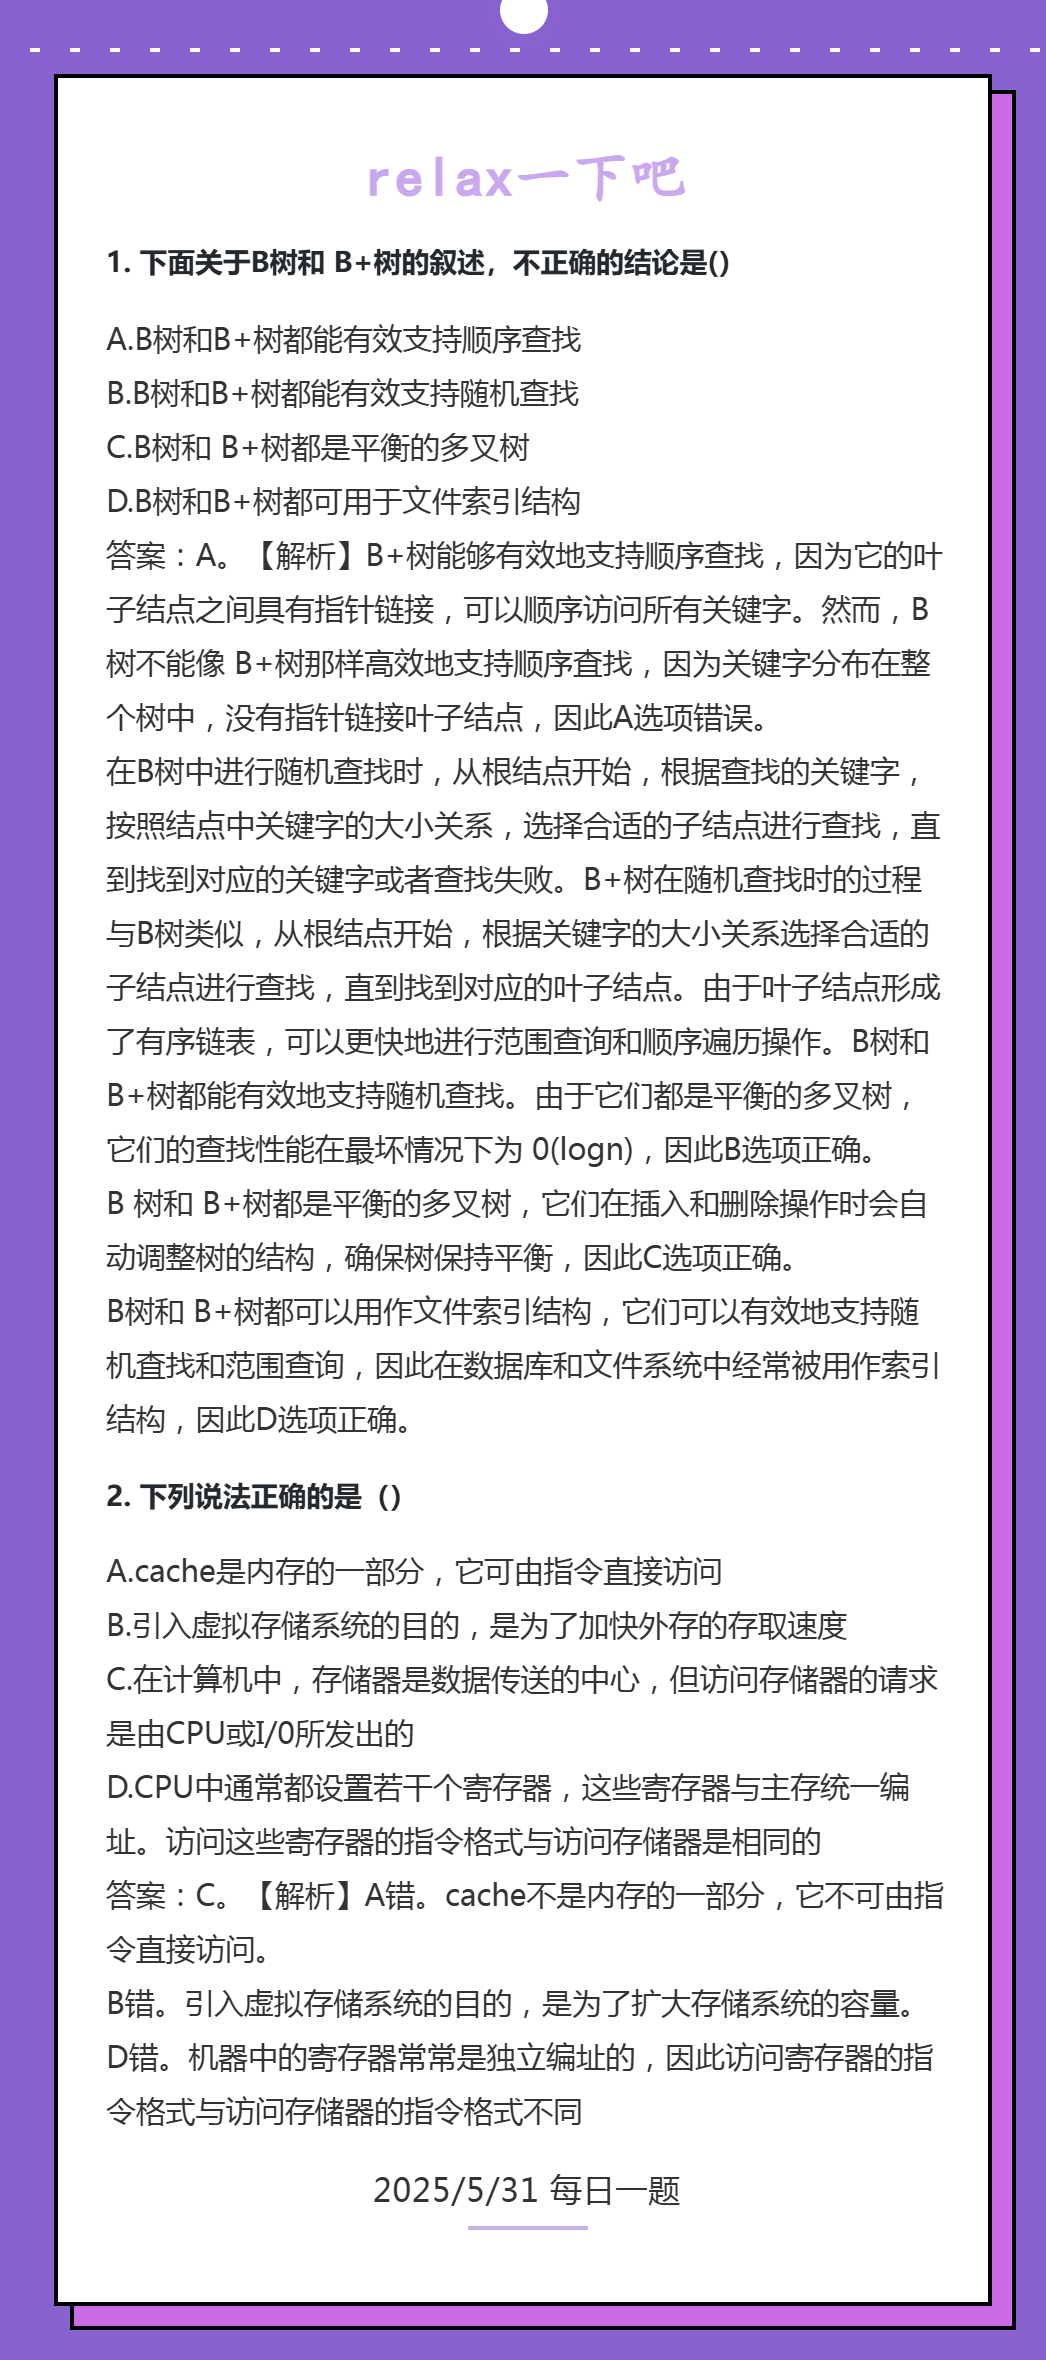 relax一下吧
1. 下面关于B树和 B+树的叙述，不正确的结论是()
A.B树和B+树都能有效支持顺序查找
B.B树和B+树都能有效支持随机查找
C.B树和 B+树都是平衡的多叉树
D.B树和B+树都可用于文件索引结构
答案：A。【解析】B+树能够有效地支持顺序查找，因为它的叶
子结点之间具有指针链接，可以顺序访问所有关键字。然而，B
树不能像 B+树那样高效地支持顺序査找，因为关键字分布在整
个树中，没有指针链接叶子结点，因此A选项错误。
在B树中进行随机查找时，从根结点开始，根据查找的关键字，
按照结点中关键字的大小关系，选择合适的子结点进行查找，直
到找到对应的关键字或者查找失败。B+树在随机查找时的过程
与B树类似，从根结点开始，根据关键字的大小关系选择合适的
子结点进行查找，直到找到对应的叶子结点。由于叶子结点形成
了有序链表，可以更快地进行范围查询和顺序遍历操作。B树和
B+树都能有效地支持随机查找。由于它们都是平衡的多叉树，
它们的查找性能在最坏情况下为 0(logn)，因此B选项正确。
B 树和 B+树都是平衡的多叉树，它们在插入和删除操作时会自
动调整树的结构，确保树保持平衡，因此C选项正确。
B树和 B+树都可以用作文件索引结构，它们可以有效地支持随
机査找和范围查询，因此在数据库和文件系统中经常被用作索引
结构，因此D选项正确。
2. 下列说法正确的是（）
A.cache是内存的一部分，它可由指令直接访问
B.引入虚拟存储系统的目的，是为了加快外存的存取速度
C.在计算机中，存储器是数据传送的中心，但访问存储器的请求
是由CPU或I/0所发出的
D.CPU中通常都设置若干个寄存器，这些寄存器与主存统一编
址。访问这些寄存器的指令格式与访问存储器是相同的
答案：C。【解析】A错。cache不是内存的一部分，它不可由指
令直接访问。
B错。引入虚拟存储系统的目的，是为了扩大存储系统的容量。
D错。机器中的寄存器常常是独立编址的，因此访问寄存器的指
令格式与访问存储器的指令格式不同
2025/5/31 每日一题